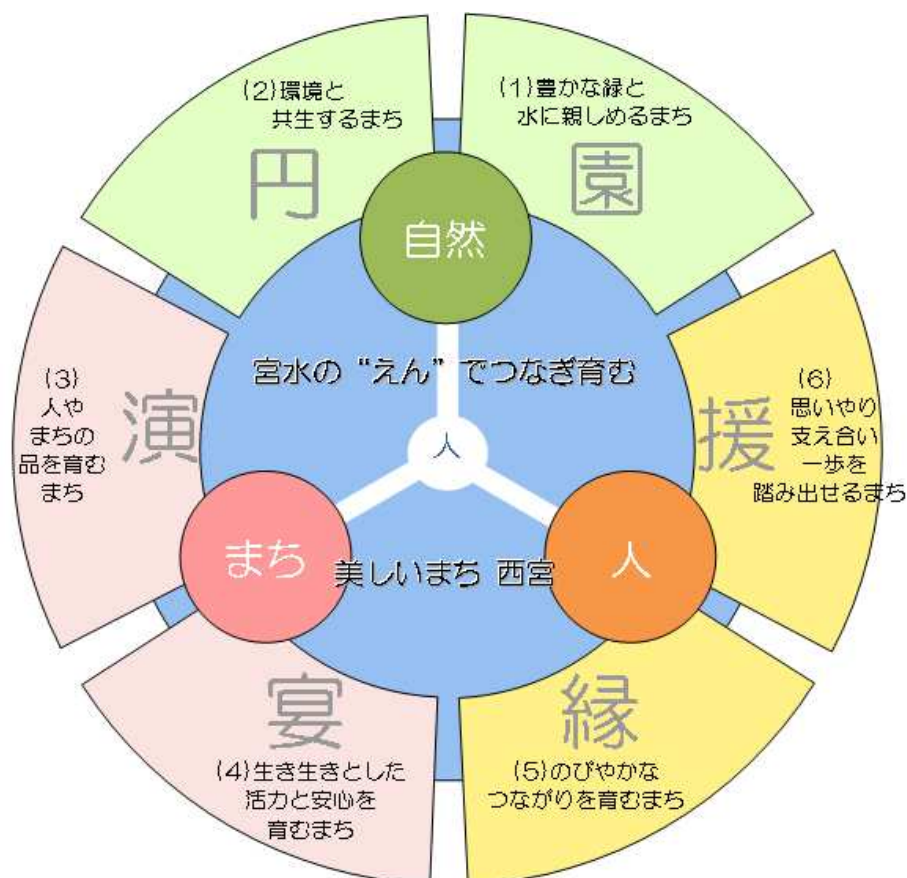 (2)環境と
共生するまち
円
(1)豊かな緑と
水に親しめるまち
園
自然
宮水の“えん”でつなぎ育む
(3)
人や
まちの
品を育む
まち
演
人
援
(6)
思いやり
支え合い
一歩を
踏み出せるまち
まち
美しいまち 西宮
人
宴
(4)生き生きとした
活力と安心を
育むまち
縁
(5)のびやかな
つながりを育むまち